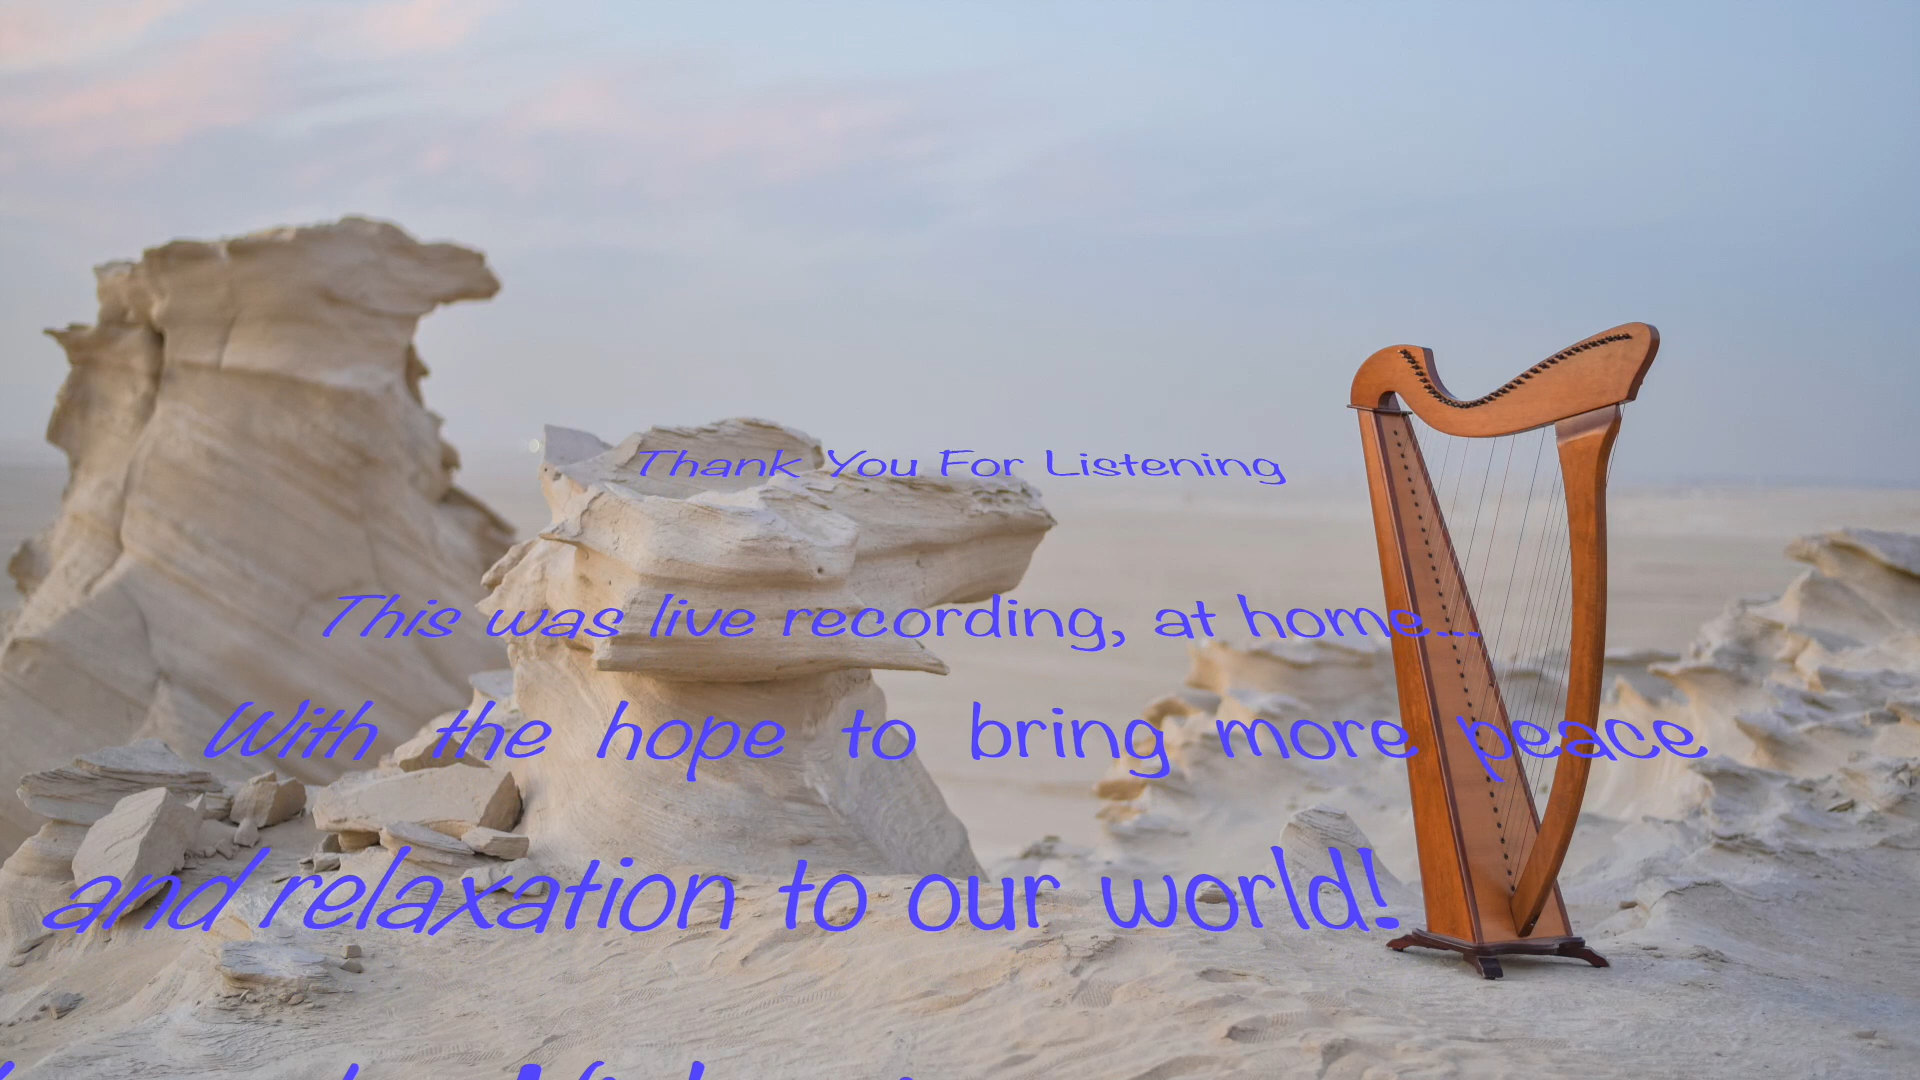 Thank You For Listening
This was live recording, at home...
With the hope to bring more peace
and relaxation to our world!